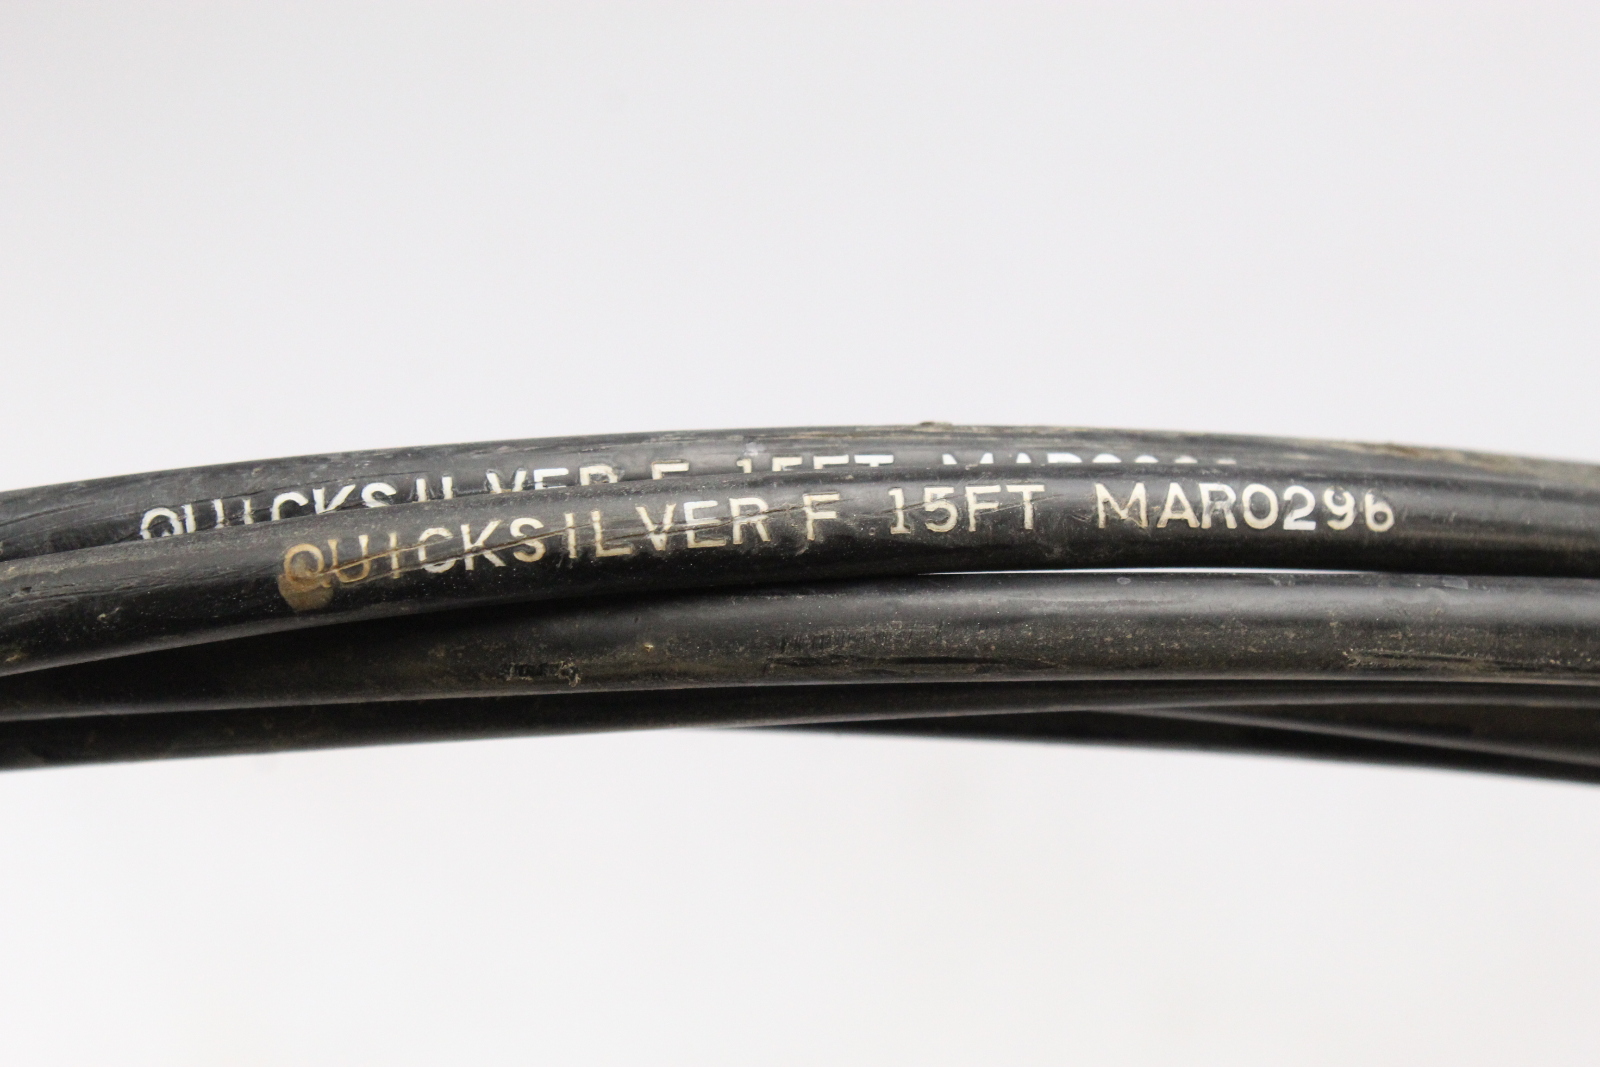 QUICKSILVER F 15FT
QUICKSILVER F 15FT MAR0296